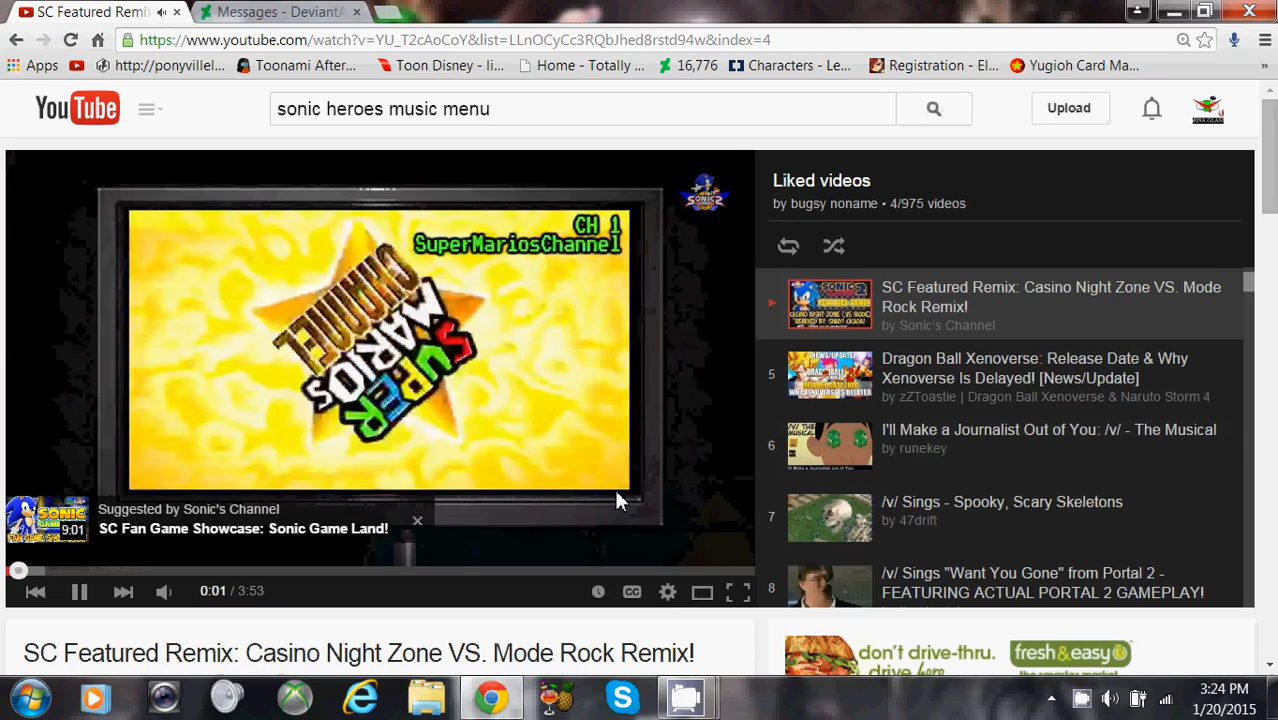 SC Featured Remix
Messages - DeviantA
https://www.youtube.com/watch?v=YU_T2cAoCoY&list=LLnOCyCc3RQbJhed8rstd94w&index=4
Apps
http://ponyvillel...
Toonami After...
Toon Disney - li...
Home - Totally ...
16,776
Characters - Le...
Registration - El...
Yugioh Card Ma...
»
YouTube
sonic heroes music menu
Upload
CH 1
SuperMariosChannel
SUPER
MARIOS
CHANNEL
SONIC
Suggested by Sonic's Channel
SC Fan Game Showcase: Sonic Game Land!
9:01
0:01 / 3:53
CC
Liked videos
by bugsy noname • 4/975 videos
SC Featured Remix: Casino Night Zone VS. Mode
Rock Remix!
by Sonic's Channel
5
Dragon Ball Xenoverse: Release Date & Why
Xenoverse Is Delayed! [News/Update]
by zZToastie | Dragon Ball Xenoverse & Naruto Storm 4
6
I'll Make a Journalist Out of You: /v/ - The Musical
by runekey
7
/v/ Sings - Spooky, Scary Skeletons
by 47drift
8
/v/ Sings "Want You Gone" from Portal 2 -
FEATURING ACTUAL PORTAL 2 GAMEPLAY!
SC Featured Remix: Casino Night Zone VS. Mode Rock Remix!
don't drive-thru.
drive here
fresh&easy
3:24 PM
1/20/2015